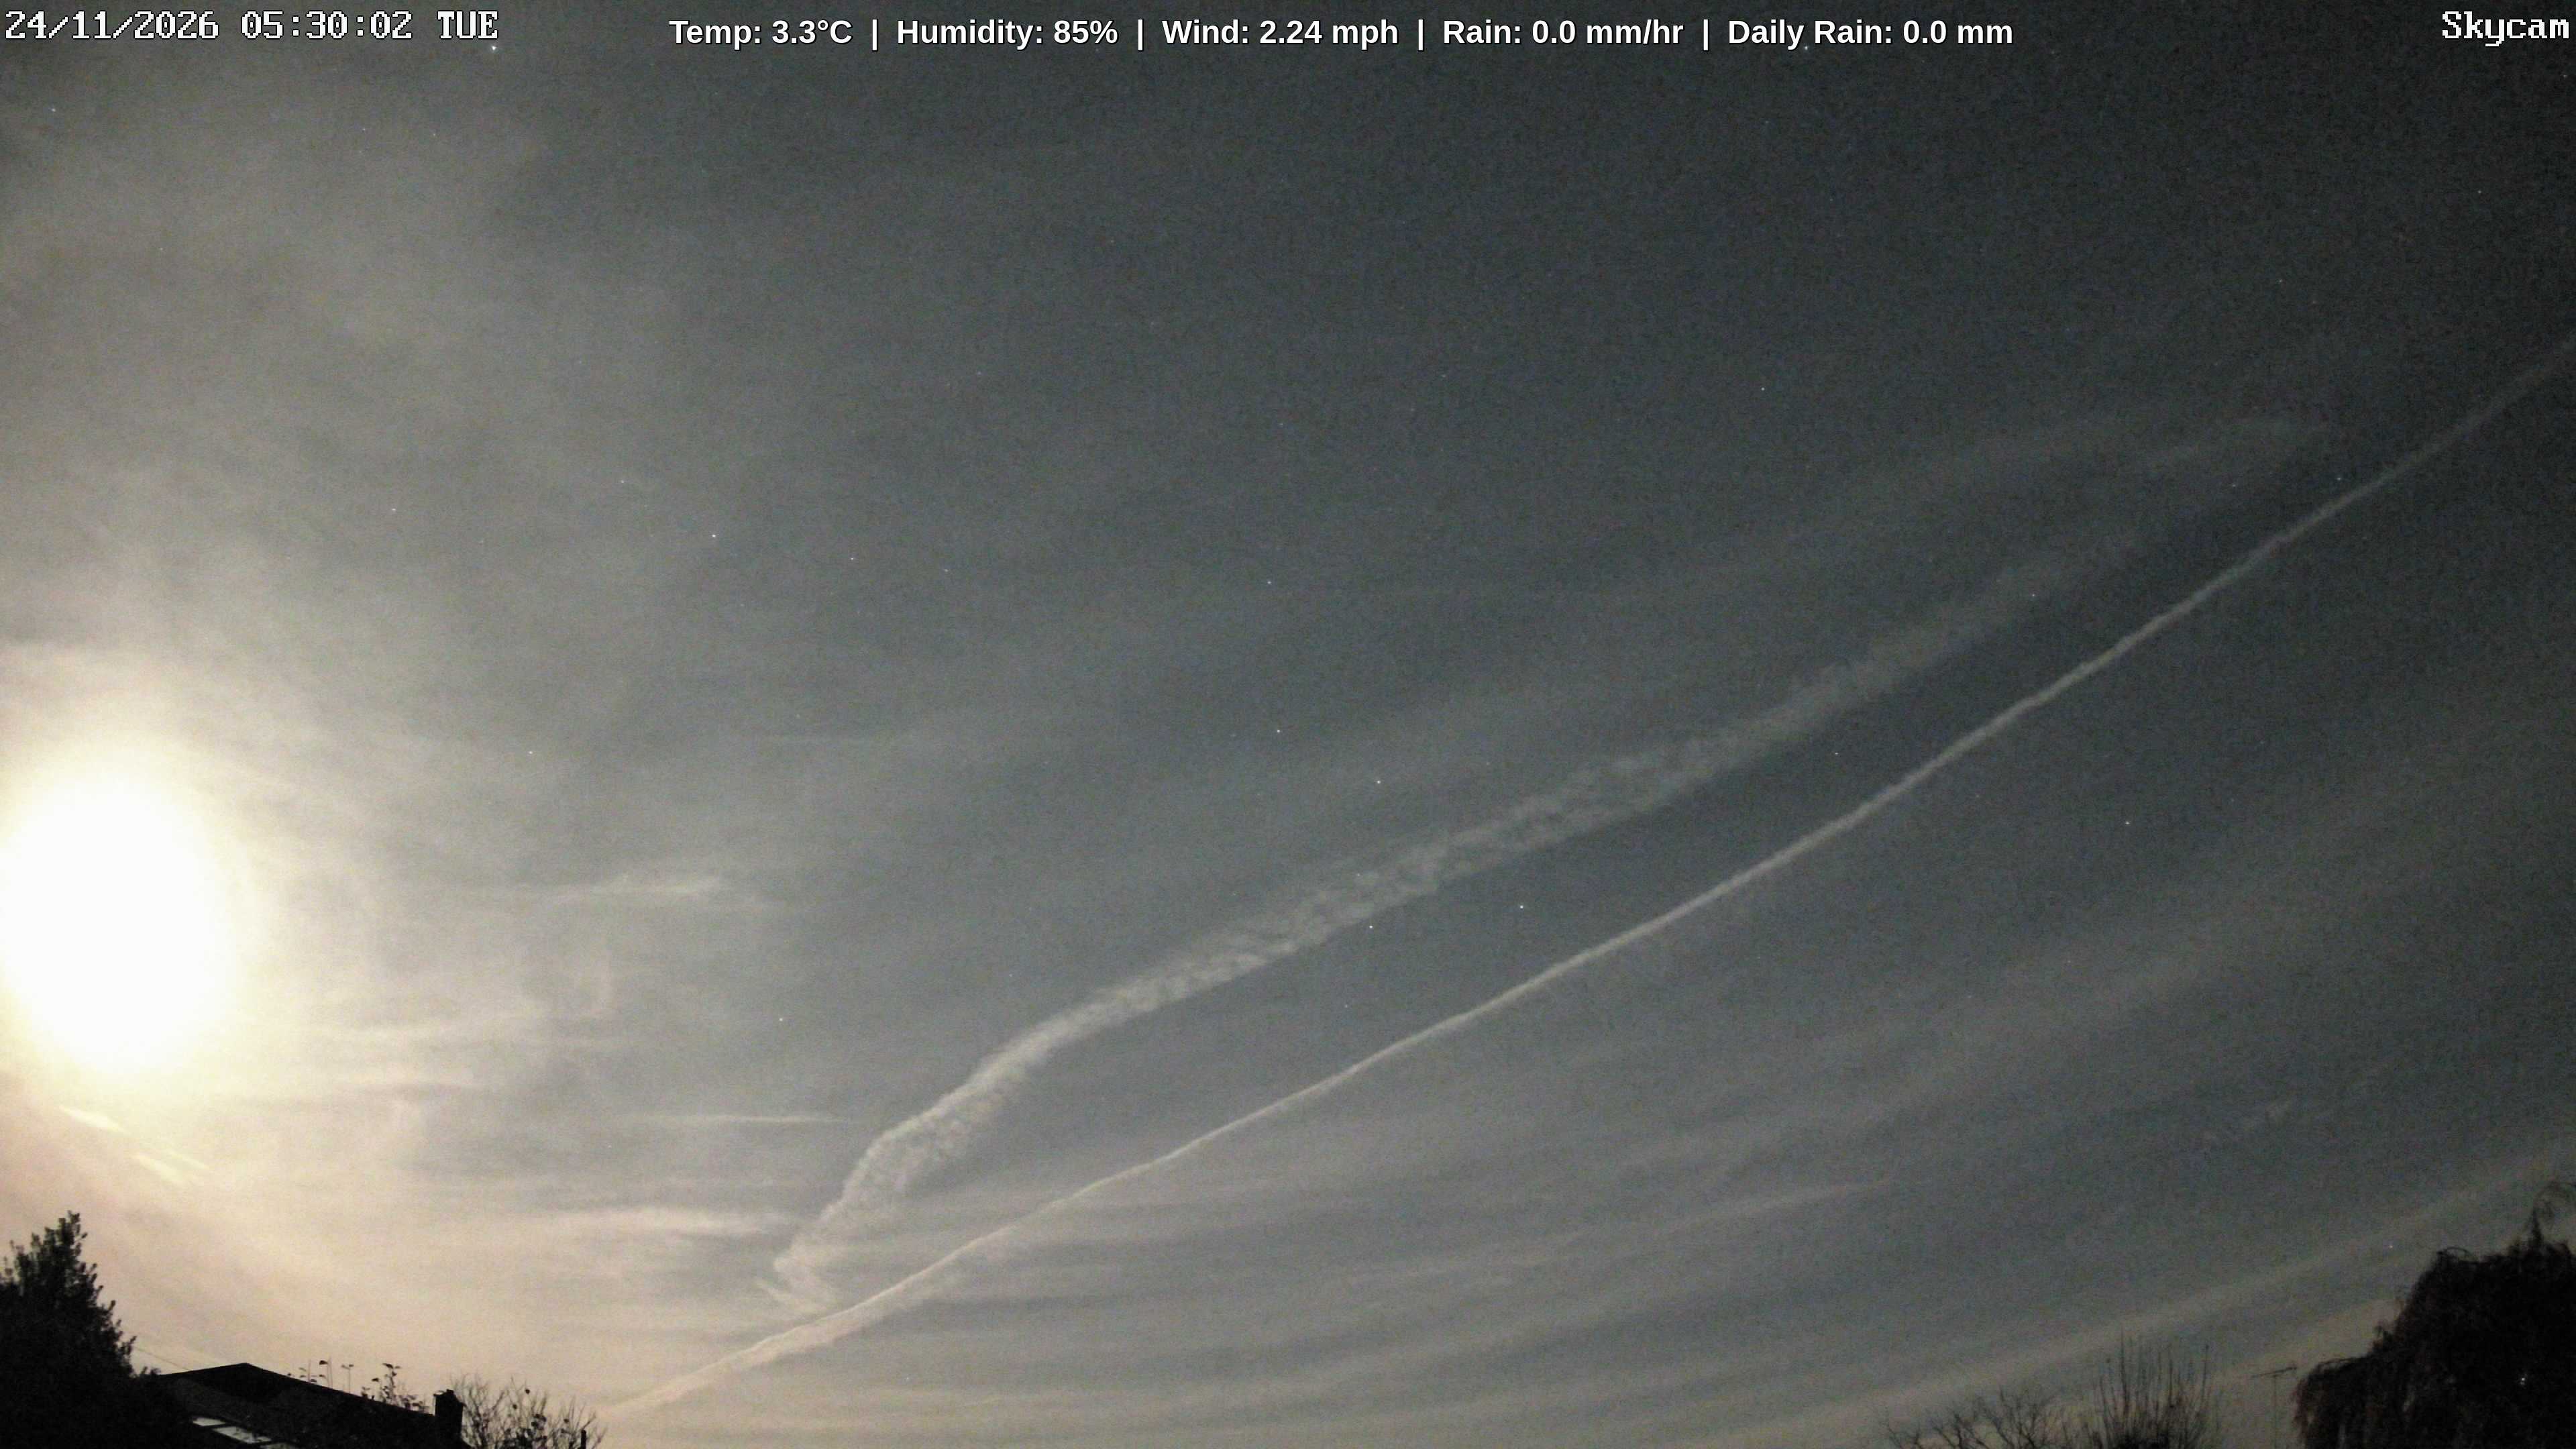 24/11/2026 05:30:02 TUE
Temp: 3.3°C | Humidity: 85% | Wind: 2.24 mph | Rain: 0.0 mm/hr | Daily Rain: 0.0 mm
Skycam